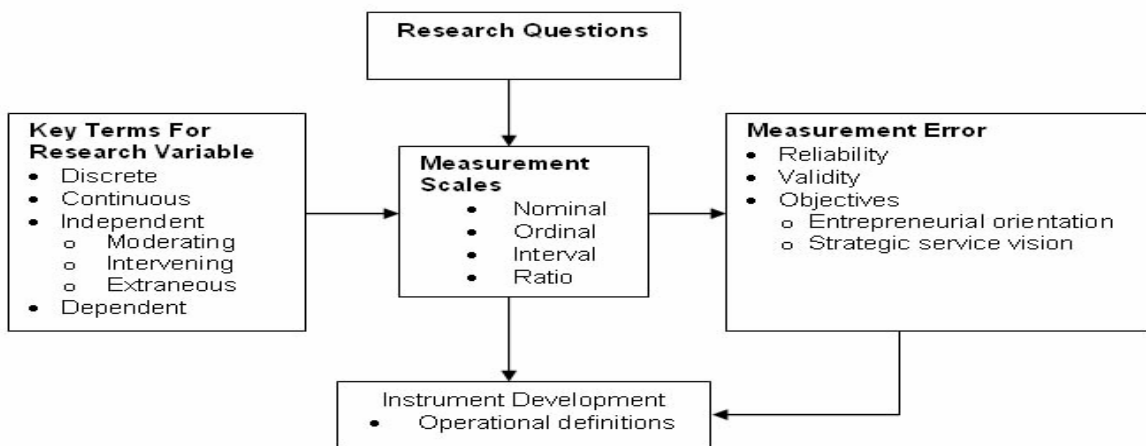 Research Questions
Key Terms For
Research Variable
• Discrete
• Continuous
• Independent
o Moderating
o Intervening
o Extraneous
• Dependent
Measurement
Scales
• Nominal
• Ordinal
• Interval
• Ratio
Measurement Error
• Reliability
• Validity
• Objectives
o Entrepreneurial orientation
o Strategic service vision
Instrument Development
• Operational definitions